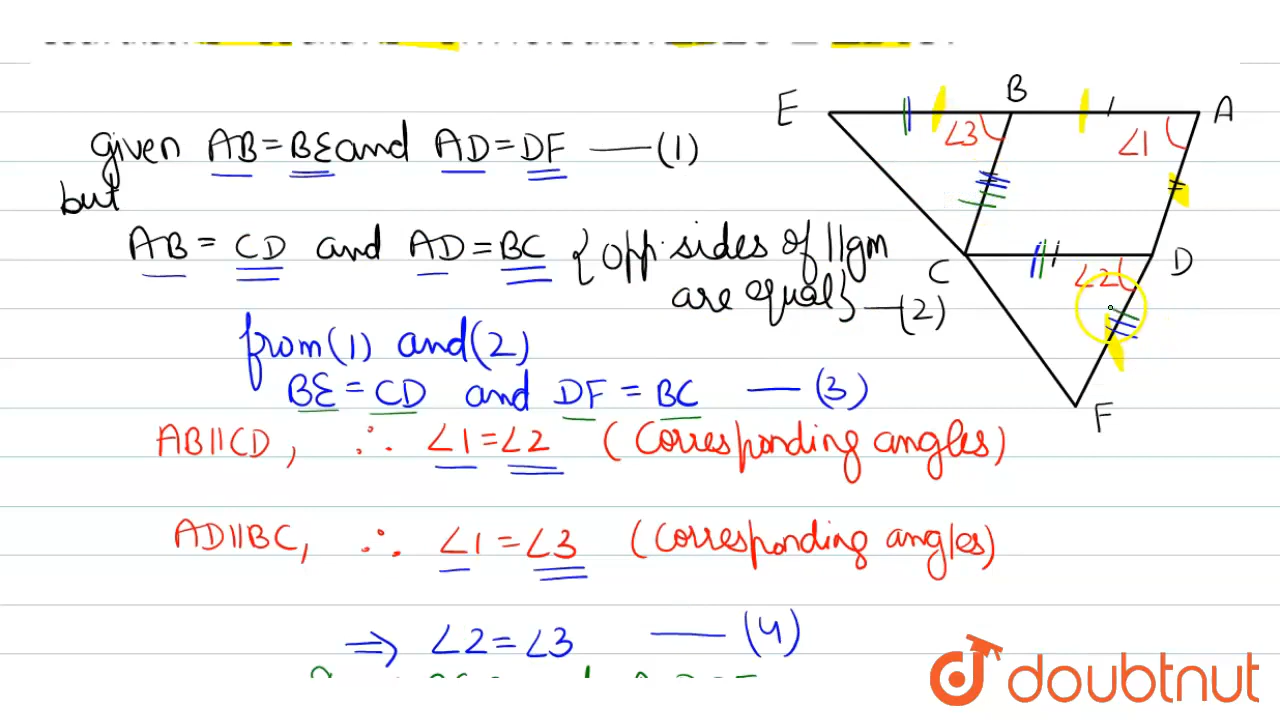 given AB=BE and AD=DF —(1)
but
AB = CD and AD=BC {opp. sides of ||gm
are equal} —(2)
from(1) and(2)
BE=CD and DF=BC —(3)
AB||CD, ∴ ∠1=∠2 (Corresponding angles)
AD||BC, ∴ ∠1=∠3 (Corresponding angles)
⇒ ∠2=∠3 —(4)
E B A
∠3 ∠1
C ∠2 D
F
doubtnut